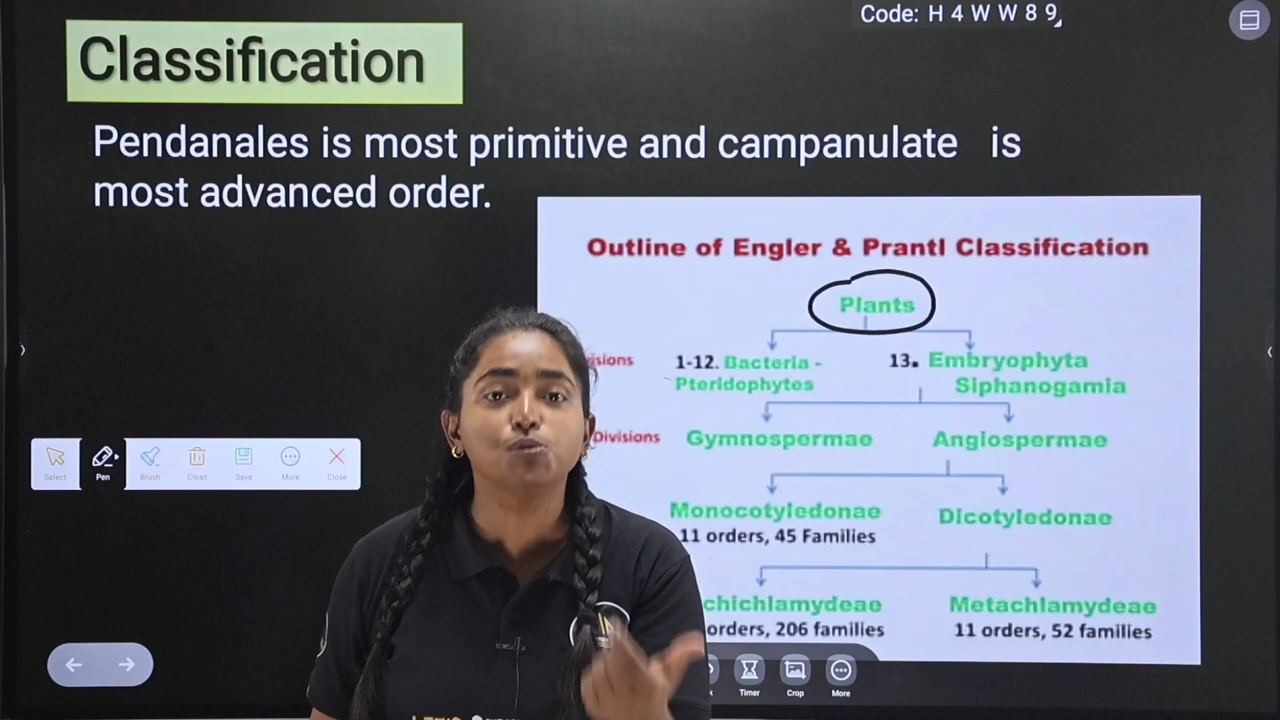 Code: H 4 W W 8 9
Classification
Pendanales is most primitive and campanulate is
most advanced order.
Outline of Engler & Prantl Classification
Plants
1-12. Bacteria -
Pteridophytes
13. Embryophyta
Siphanogamia
Divisions
Gymnospermae
Angiospermae
Monocotyledonae
11 orders, 45 Families
Dicotyledonae
chichlamydeae
orders, 206 families
Metachlamydeae
11 orders, 52 families
Select
Pen
Brush
Clean
Save
More
Close
Timer
Crop
More